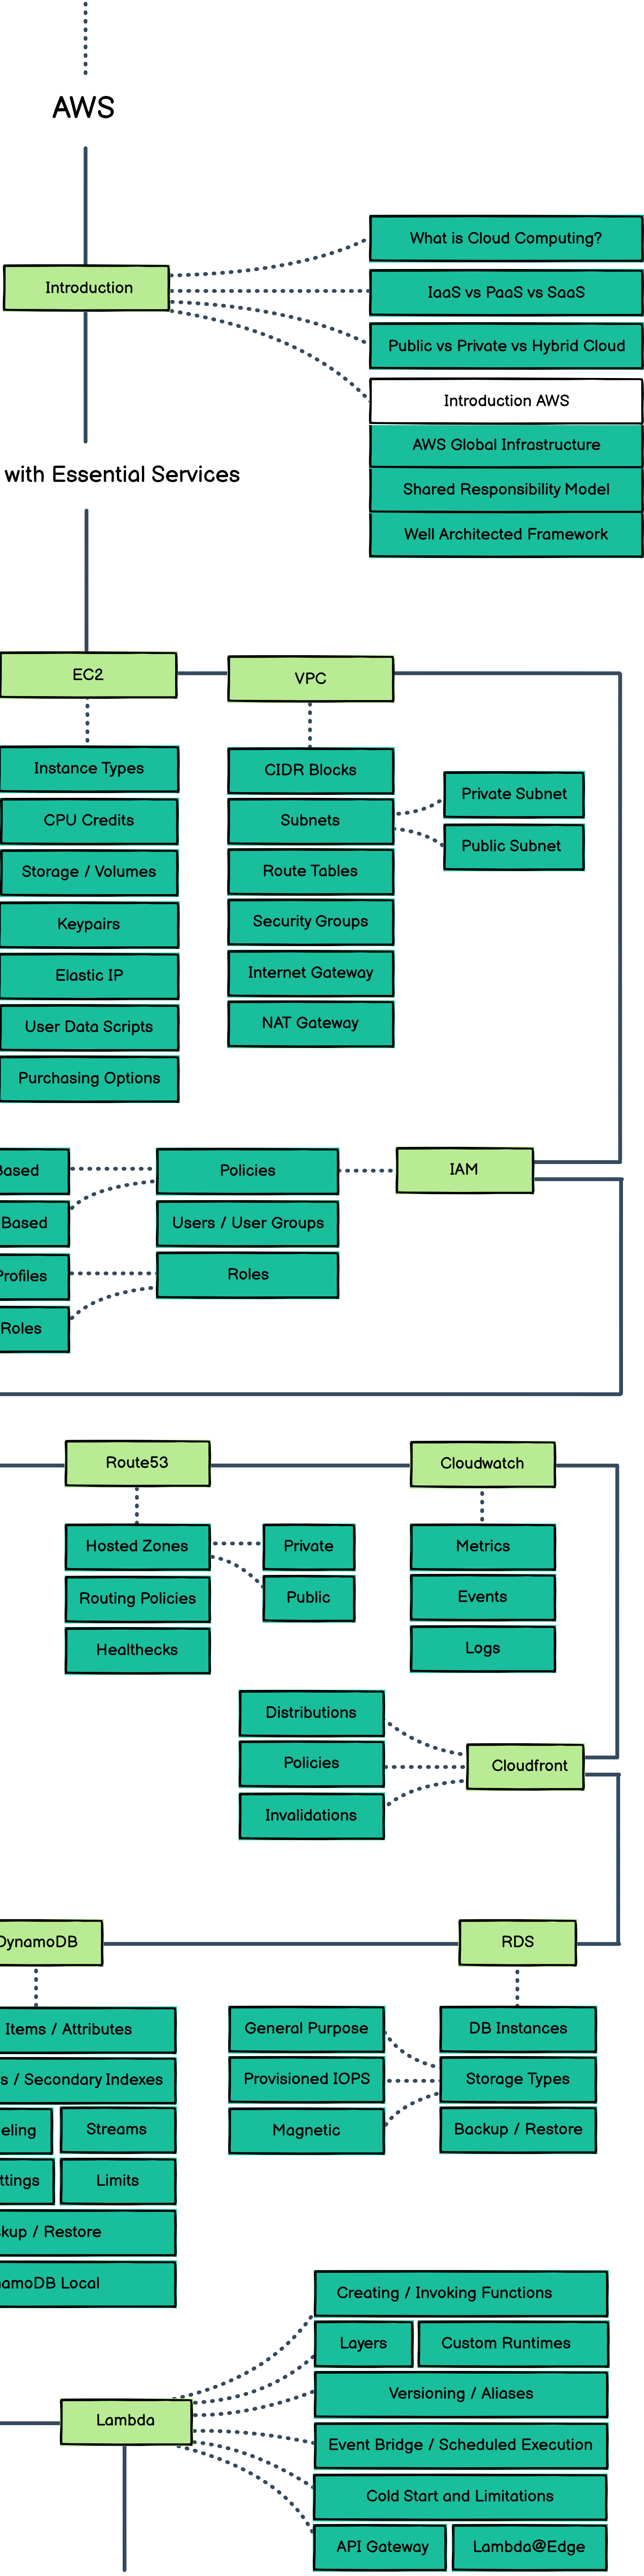 AWS
What is Cloud Computing?
Introduction
IaaS vs PaaS vs SaaS
Public vs Private vs Hybrid Cloud
Introduction AWS
AWS Global Infrastructure
with Essential Services
Shared Responsibility Model
Well Architected Framework
EC2
VPC
Instance Types
CPU Credits
Storage / Volumes
Keypairs
Elastic IP
User Data Scripts
Purchasing Options
CIDR Blocks
Subnets
Route Tables
Security Groups
Internet Gateway
NAT Gateway
Private Subnet
Public Subnet
Based
Policies
IAM
Based
Users / User Groups
Profiles
Roles
Roles
Route53
Cloudwatch
Hosted Zones
Routing Policies
Healthecks
Private
Public
Metrics
Events
Logs
Distributions
Policies
Invalidations
Cloudfront
DynamoDB
RDS
Items / Attributes
s / Secondary Indexes
eling
Streams
ttings
Limits
kup / Restore
amoDB Local
General Purpose
Provisioned IOPS
Magnetic
DB Instances
Storage Types
Backup / Restore
Lambda
Creating / Invoking Functions
Layers
Custom Runtimes
Versioning / Aliases
Event Bridge / Scheduled Execution
Cold Start and Limitations
API Gateway
Lambda@Edge